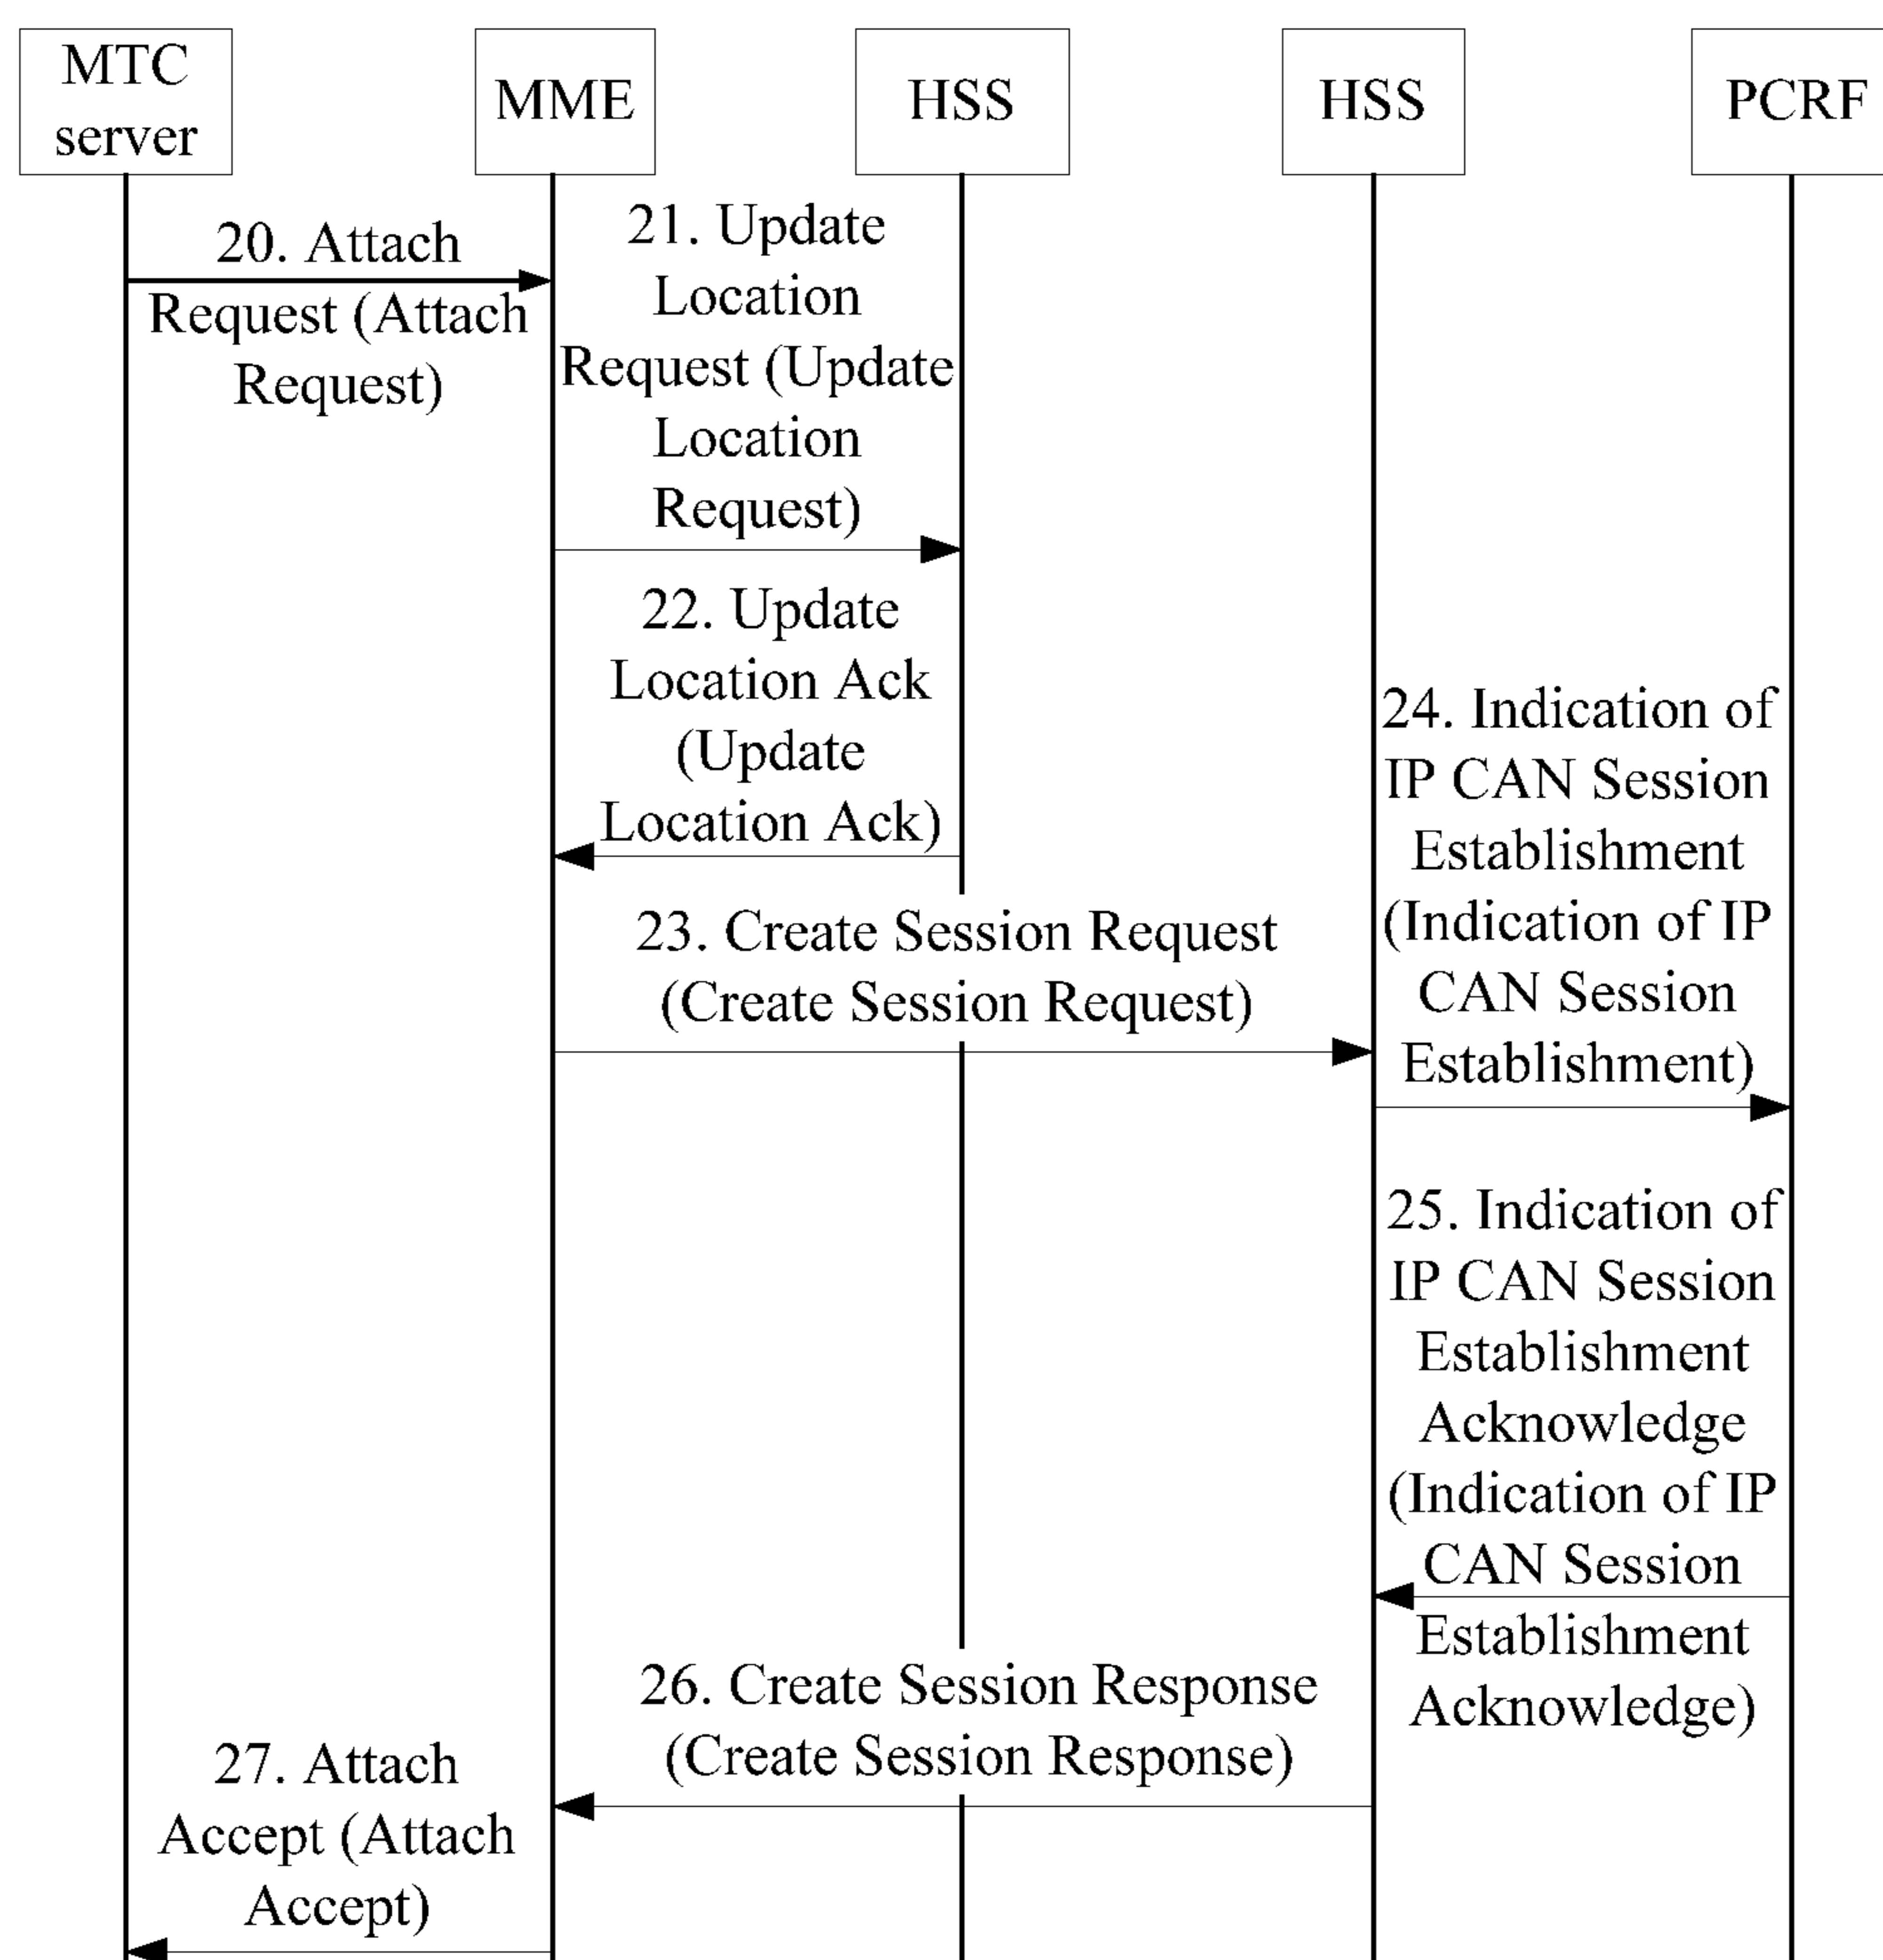 MTC
server
MME
HSS
HSS
PCRF
20. Attach
Request (Attach
Request)
21. Update
Location
Request (Update
Location
Request)
22. Update
Location Ack
(Update
Location Ack)
23. Create Session Request
(Create Session Request)
24. Indication of
IP CAN Session
Establishment
(Indication of IP
CAN Session
Establishment)
25. Indication of
IP CAN Session
Establishment
Acknowledge
(Indication of IP
CAN Session
Establishment
Acknowledge)
26. Create Session Response
(Create Session Response)
27. Attach
Accept (Attach
Accept)